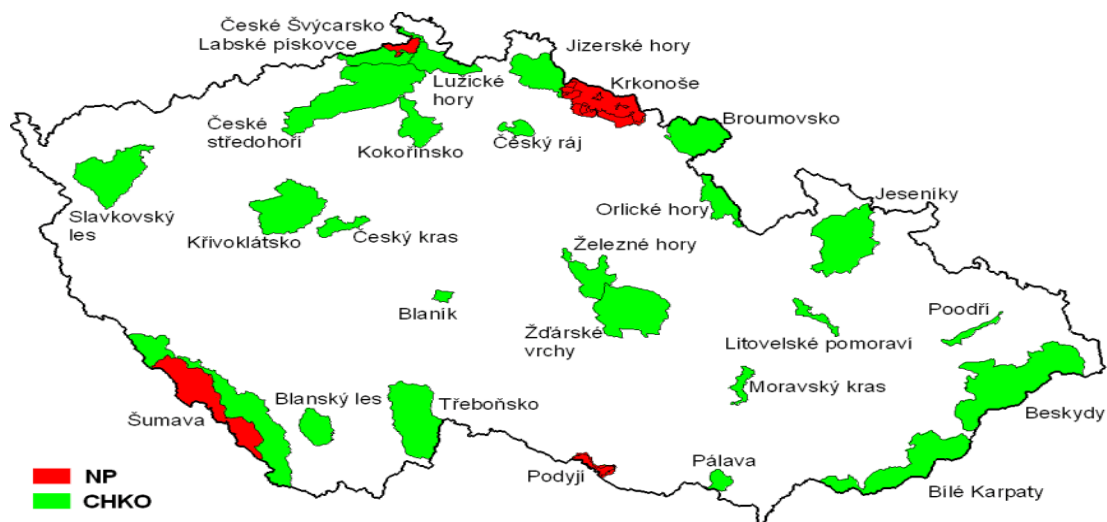 České Švýcarsko
Labské pískovce
Jizerské hory
Lužické
hory
Krkonoše
České
středohoří
Kokořínsko
Český ráj
Broumovsko
Slavkovský
les
Křivoklátsko
Český kras
Orlické hory
Jeseníky
Železné hory
Blaník
Žďárské
vrchy
Litovelské pomoraví
Poodří
Moravský kras
Šumava
Blanský les
Třeboňsko
Beskydy
Podyjí
Pálava
Bílé Karpaty
NP
CHKO